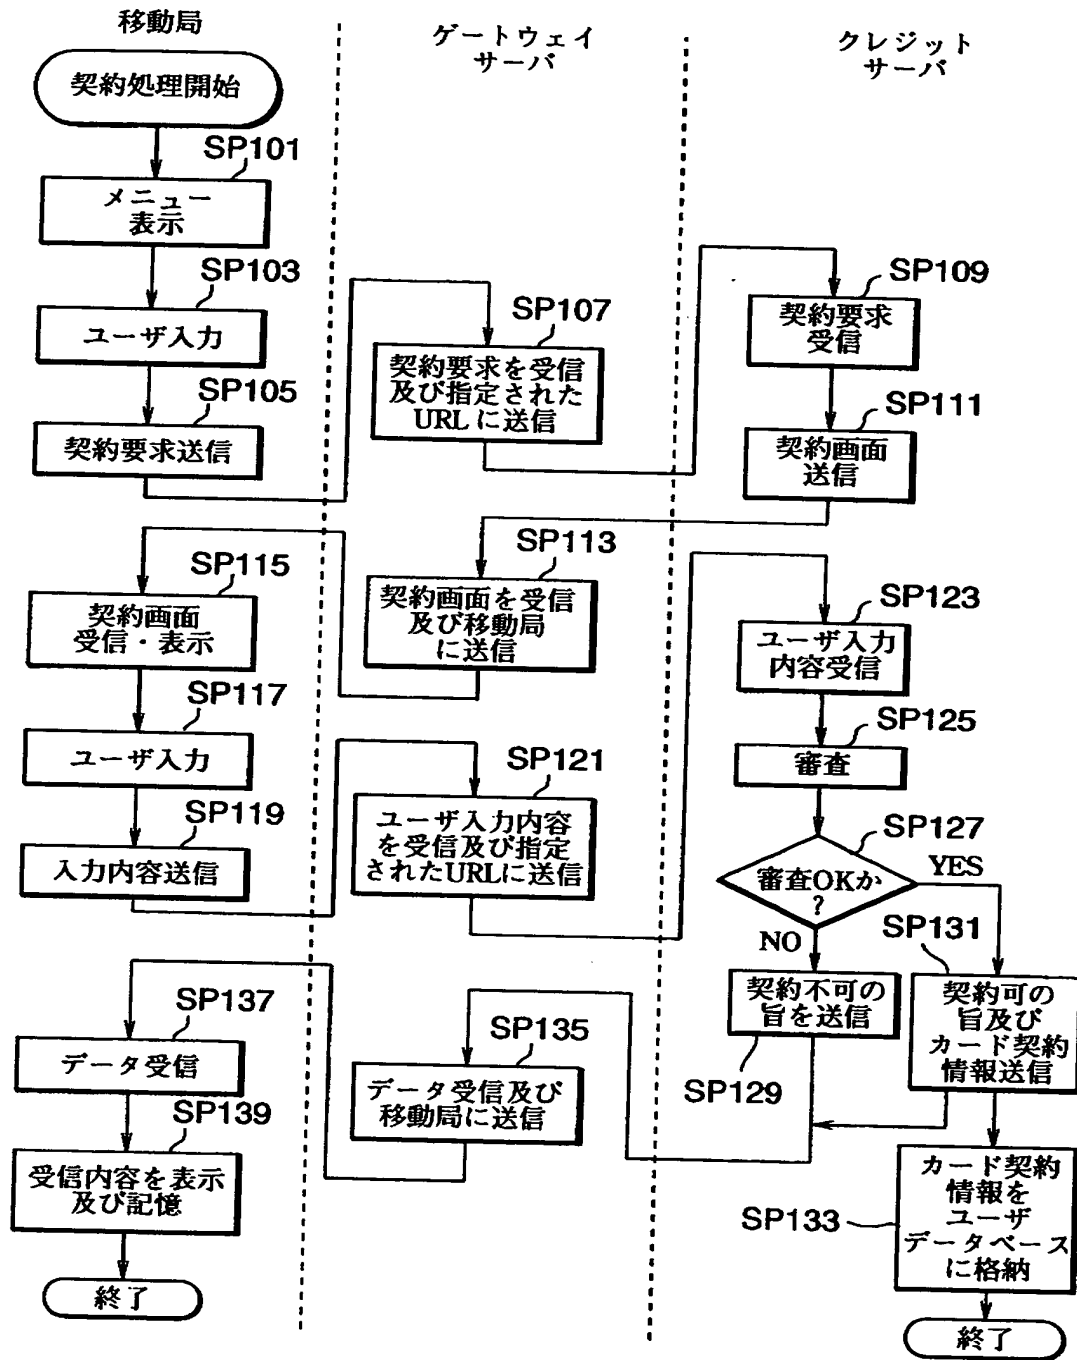 移動局
ゲートウェイ
サーバ
クレジット
サーバ
契約処理開始
SP101
メニュー
表示
SP103
ユーザ入力
SP105
契約要求送信
SP107
契約要求を受信
及び指定された
URLに送信
SP109
契約要求
受信
SP111
契約画面
送信
SP113
契約画面を受信
及び移動局
に送信
SP115
契約画面
受信・表示
SP117
ユーザ入力
SP119
入力内容送信
SP121
ユーザ入力内容
を受信及び指定
されたURLに送信
SP123
ユーザ入力
内容受信
SP125
審査
SP127
審査OKか
?
YES
NO
SP129
契約不可の
旨を送信
SP131
契約可の
旨及び
カード契約
情報送信
SP133
カード契約
情報を
ユーザ
データベース
に格納
終了
SP135
データ受信及び
移動局に送信
SP137
データ受信
SP139
受信内容を表示
及び記憶
終了